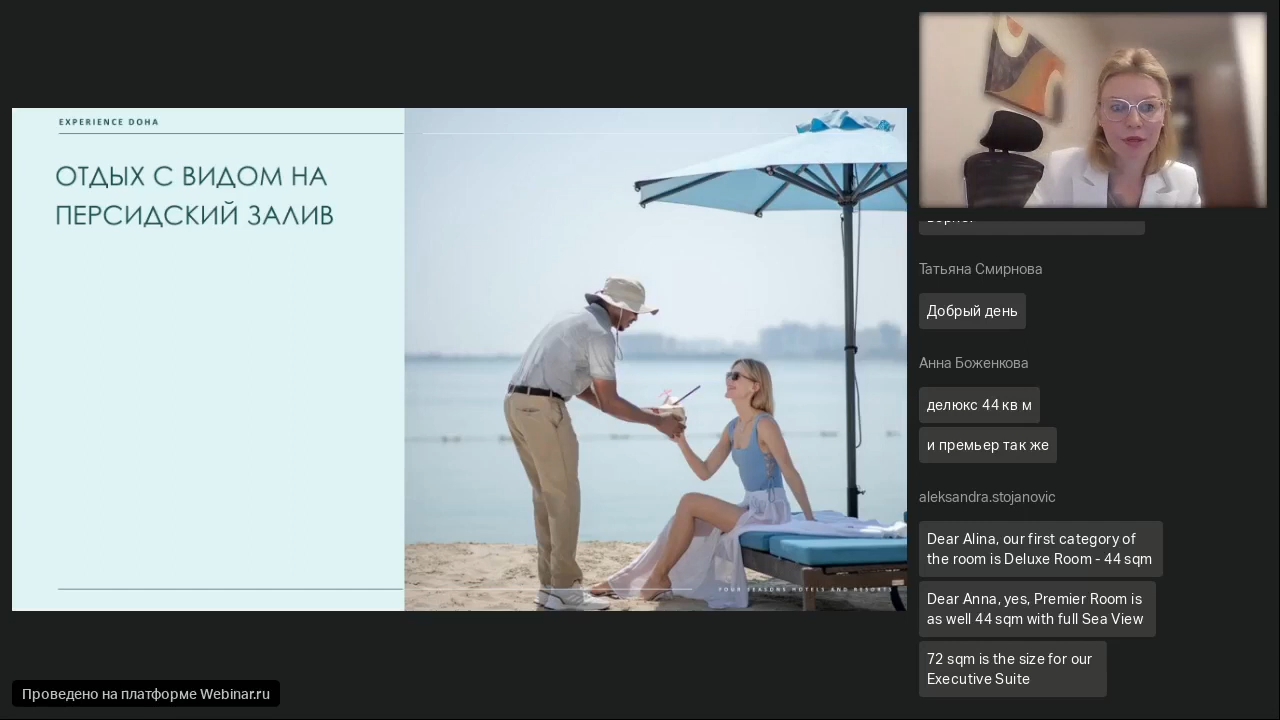 EXPERIENCE DOHA
ОТДЫХ С ВИДОМ НА
ПЕРСИДСКИЙ ЗАЛИВ
FOUR SEASONS HOTELS AND RESORTS
Татьяна Смирнова
Добрый день
Анна Боженкова
делюкс 44 кв м
и премьер так же
aleksandra.stojanovic
Dear Alina, our first category of
the room is Deluxe Room - 44 sqm
Dear Anna, yes, Premier Room is
as well 44 sqm with full Sea View
72 sqm is the size for our
Executive Suite
Проведено на платформе Webinar.ru